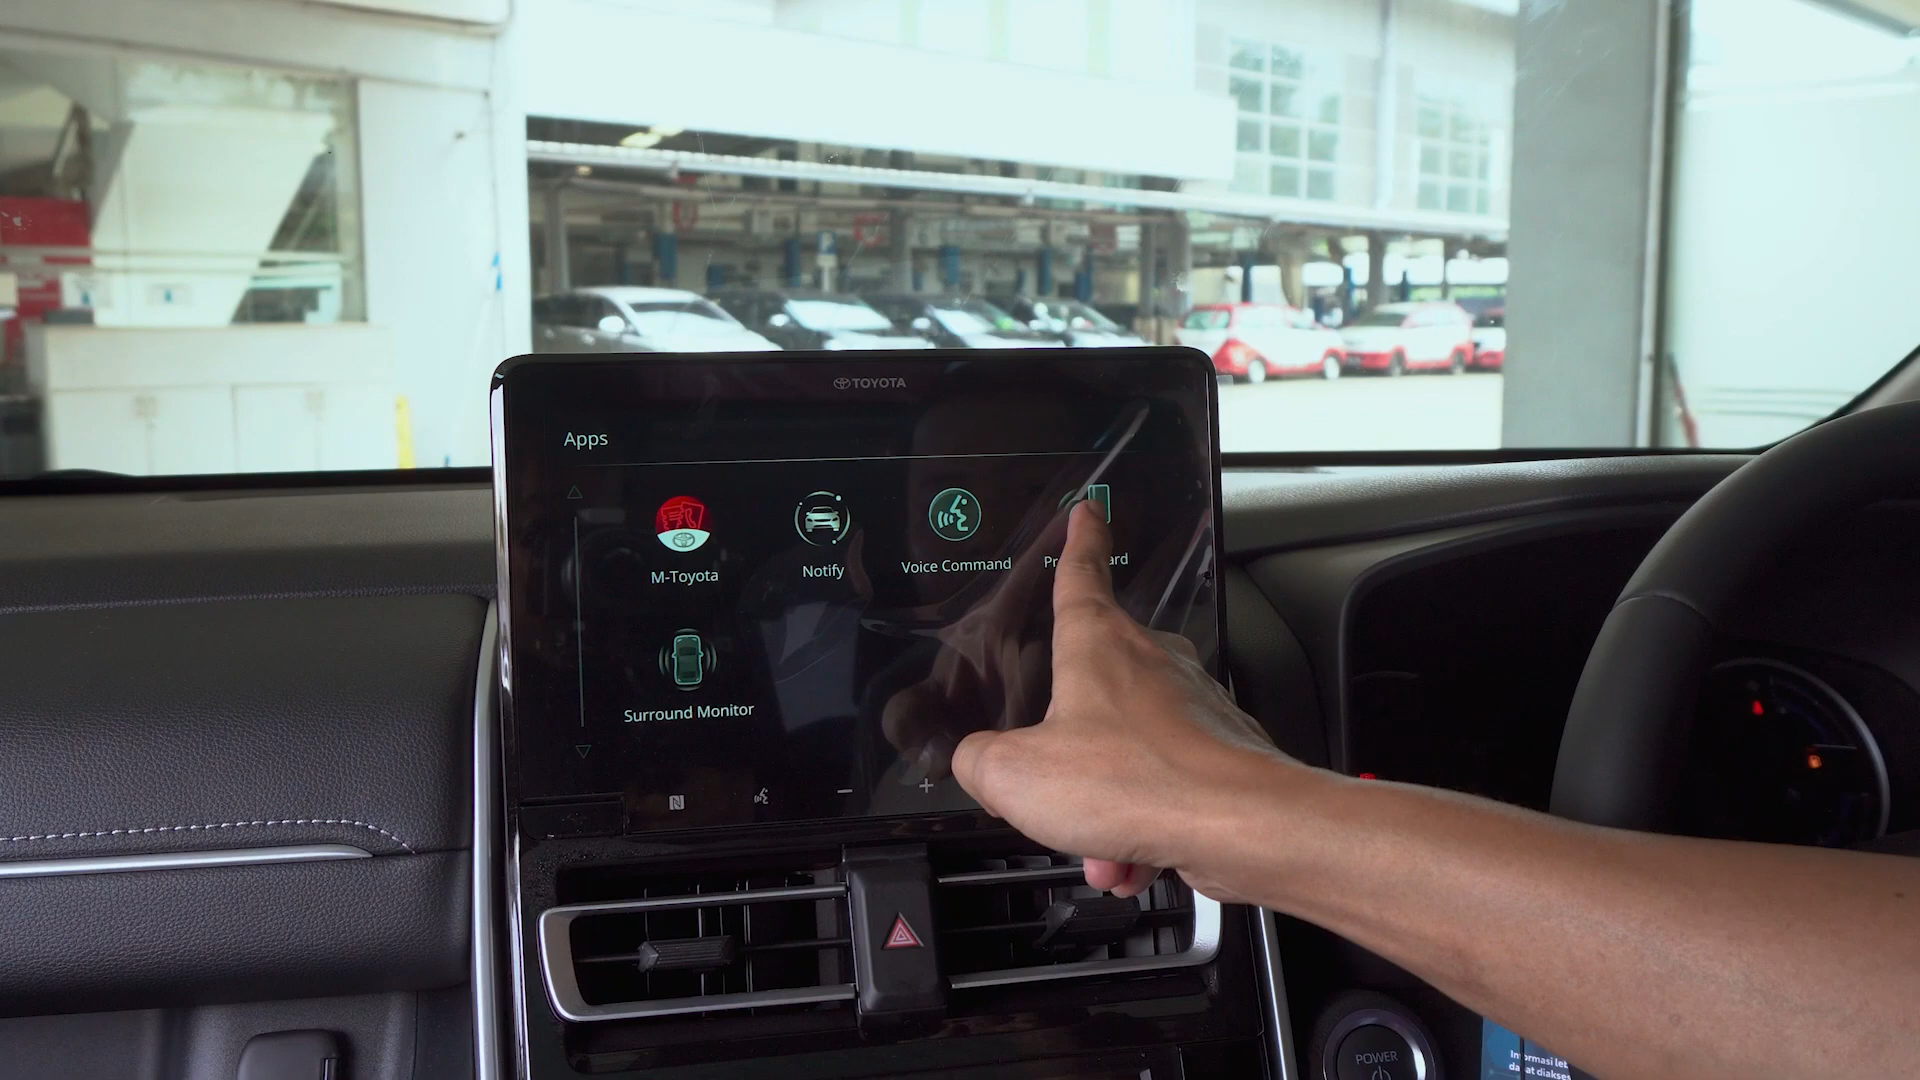 TOYOTA
Apps
M-Toyota
Notify
Voice Command
Surround Monitor
POWER